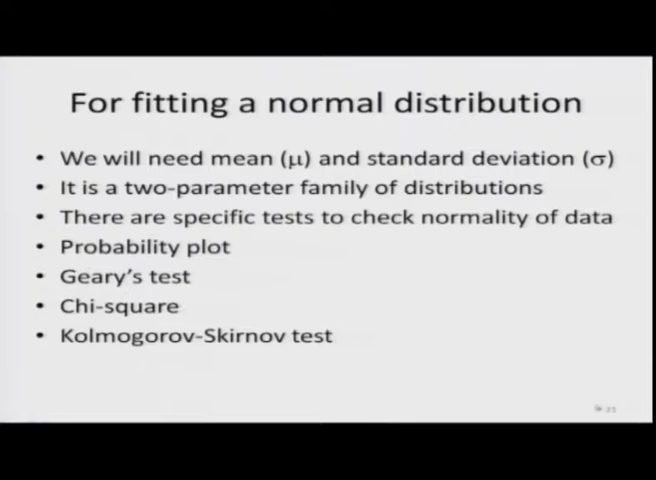 For fitting a normal distribution
• We will need mean (μ) and standard deviation (σ)
• It is a two-parameter family of distributions
• There are specific tests to check normality of data
• Probability plot
• Geary's test
• Chi-square
• Kolmogorov-Skirnov test